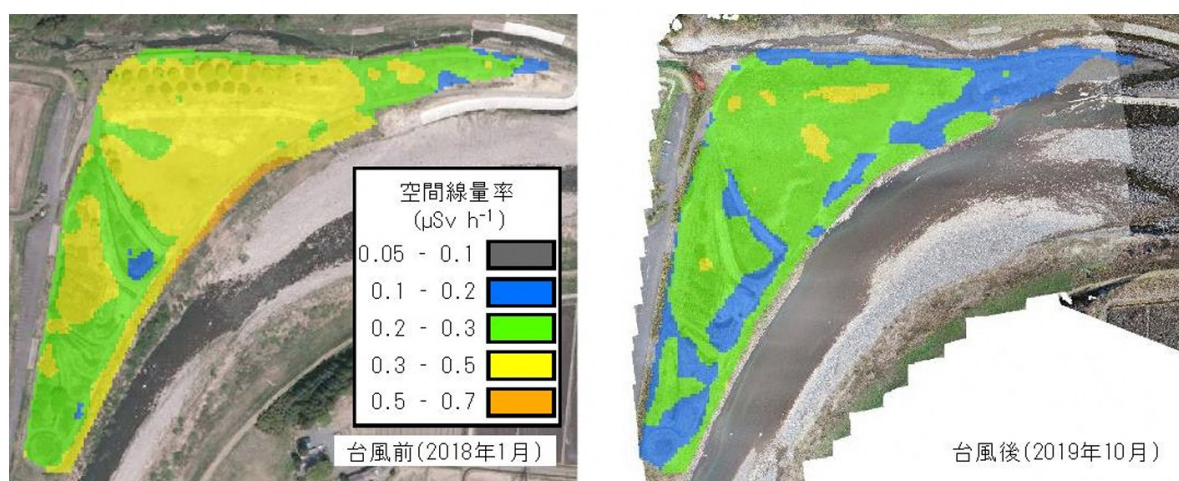 空間線量率
(μSv h⁻¹)
0.05 - 0.1
0.1 - 0.2
0.2 - 0.3
0.3 - 0.5
0.5 - 0.7
台風前(2018年1月)
台風後(2019年10月)